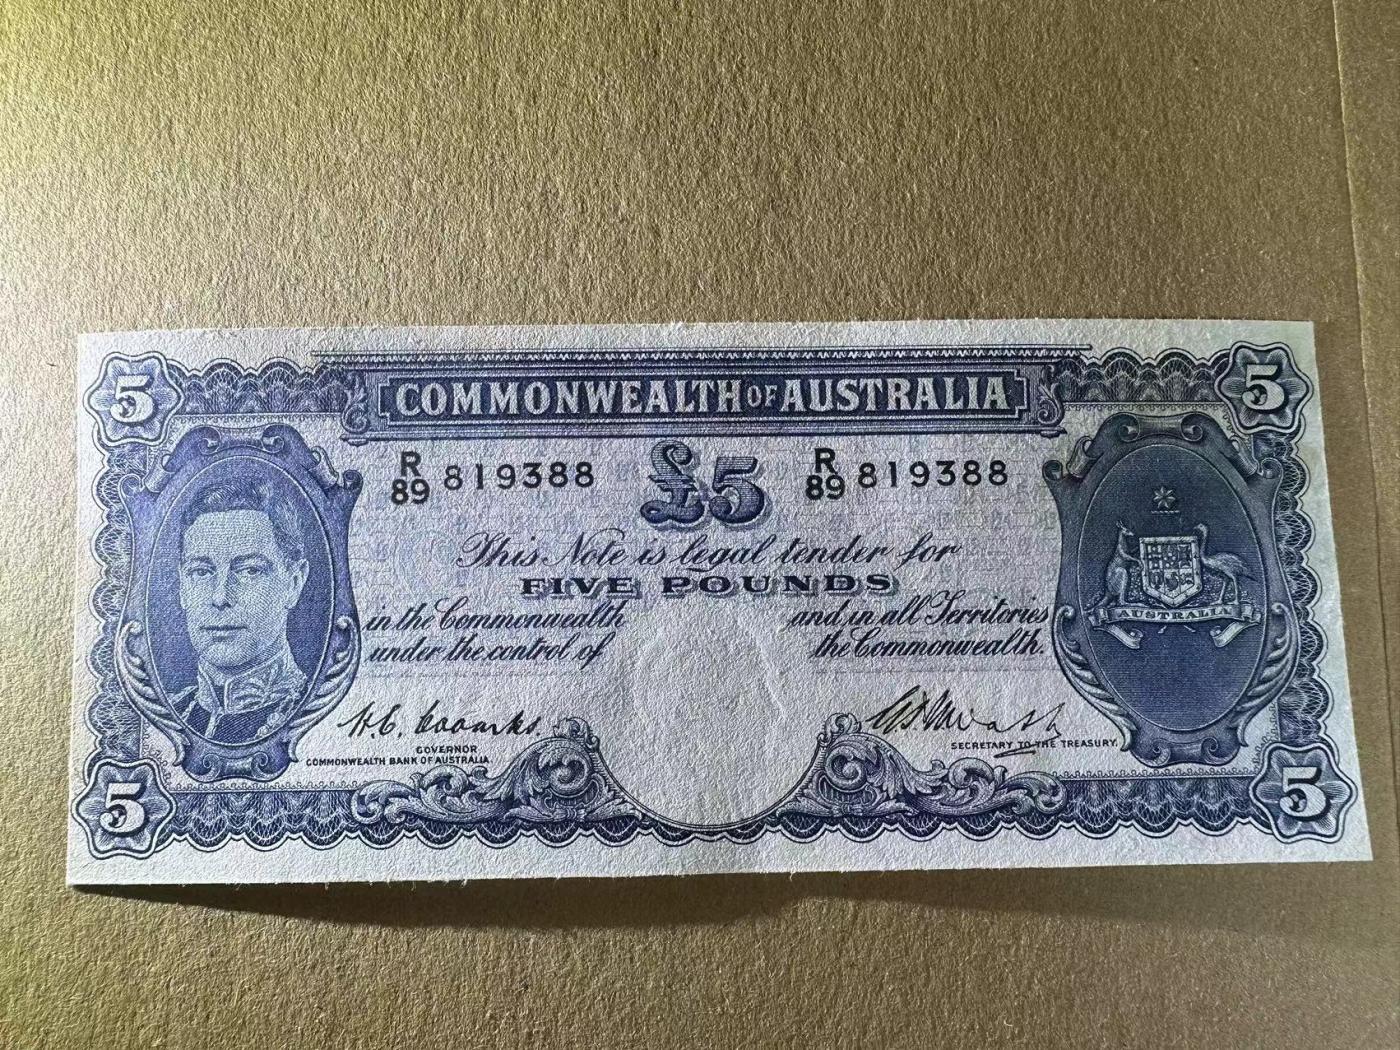 5 5
COMMONWEALTH OF AUSTRALIA
R
89 819388 £5 R
89 819388
This Note is legal tender for
FIVE POUNDS
in the Commonwealth and in all Territories
under the control of the Commonwealth.
AUSTRALIA
GOVERNOR
COMMONWEALTH BANK OF AUSTRALIA.
SECRETARY TO THE TREASURY.
5 5